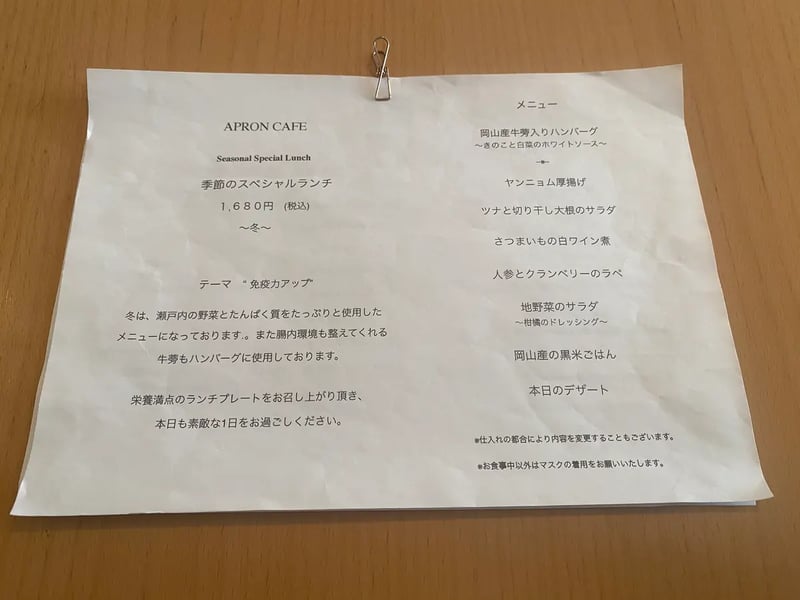 APRON CAFE
Seasonal Special Lunch
季節のスペシャルランチ
1,680円 (税込)
～冬～
テーマ “免疫力アップ”
冬は、瀬戸内の野菜とたんぱく質をたっぷりと使用した
メニューになっております.。また腸内環境も整えてくれる
牛蒡もハンバーグに使用しております。
栄養満点のランチプレートをお召し上がり頂き、
本日も素敵な1日をお過ごしください。
メニュー
岡山産牛蒡入りハンバーグ
～きのこと白菜のホワイトソース～
ヤンニョム厚揚げ
ツナと切り干し大根のサラダ
さつまいもの白ワイン煮
人参とクランベリーのラペ
地野菜のサラダ
～柑橘のドレッシング～
岡山産の黒米ごはん
本日のデザート
※仕入れの都合により内容を変更することもございます。
※お食事中以外はマスクの着用をお願いいたします。